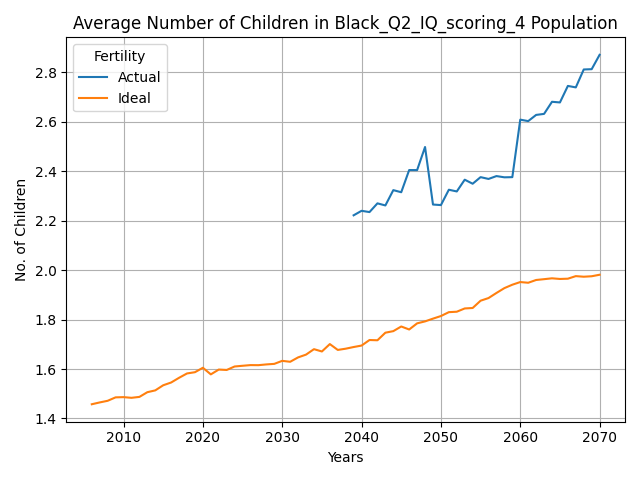 Average Number of Children in Black_Q2_IQ_scoring_4 Population
Fertility
Actual
Ideal
No. of Children
2.8
2.6
2.4
2.2
2.0
1.8
1.6
1.4
2010 2020 2030 2040 2050 2060 2070
Years